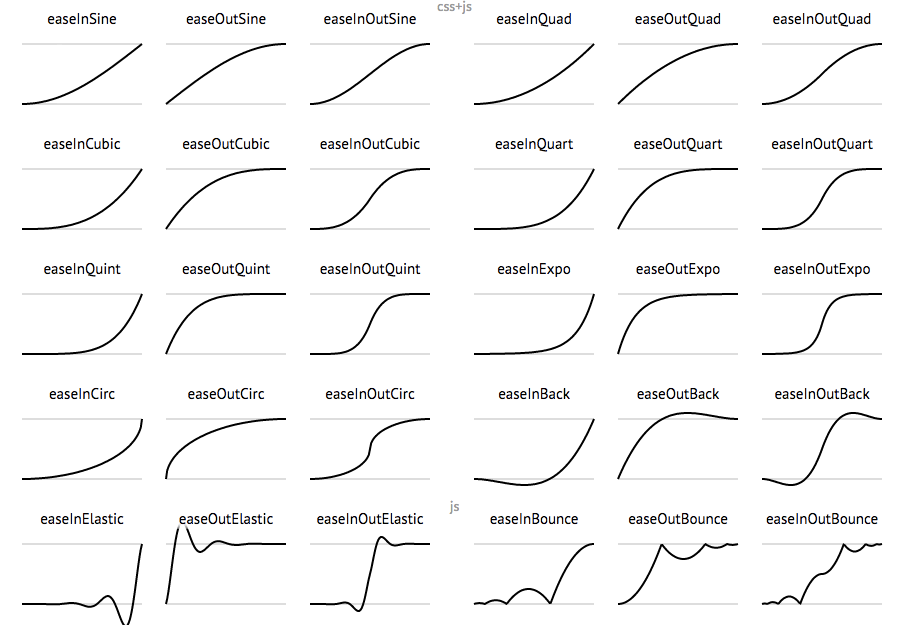 css+js
easeInSine easeOutSine easeInOutSine easeInQuad easeOutQuad easeInOutQuad
easeInCubic easeOutCubic easeInOutCubic easeInQuart easeOutQuart easeInOutQuart
easeInQuint easeOutQuint easeInOutQuint easeInExpo easeOutExpo easeInOutExpo
easeInCirc easeOutCirc easeInOutCirc easeInBack easeOutBack easeInOutBack
js
easeInElastic easeOutElastic easeInOutElastic easeInBounce easeOutBounce easeInOutBounce